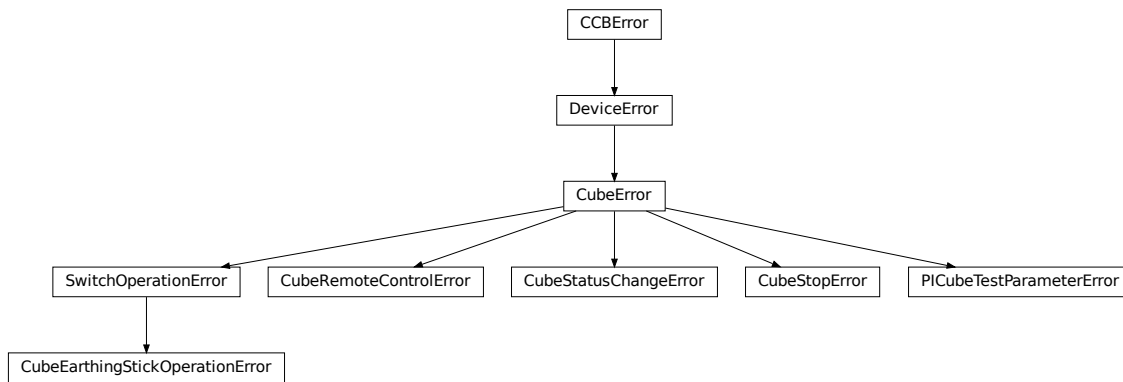 CCBError
DeviceError
CubeError
SwitchOperationError
CubeRemoteControlError
CubeStatusChangeError
CubeStopError
PICubeTestParameterError
CubeEarthingStickOperationError